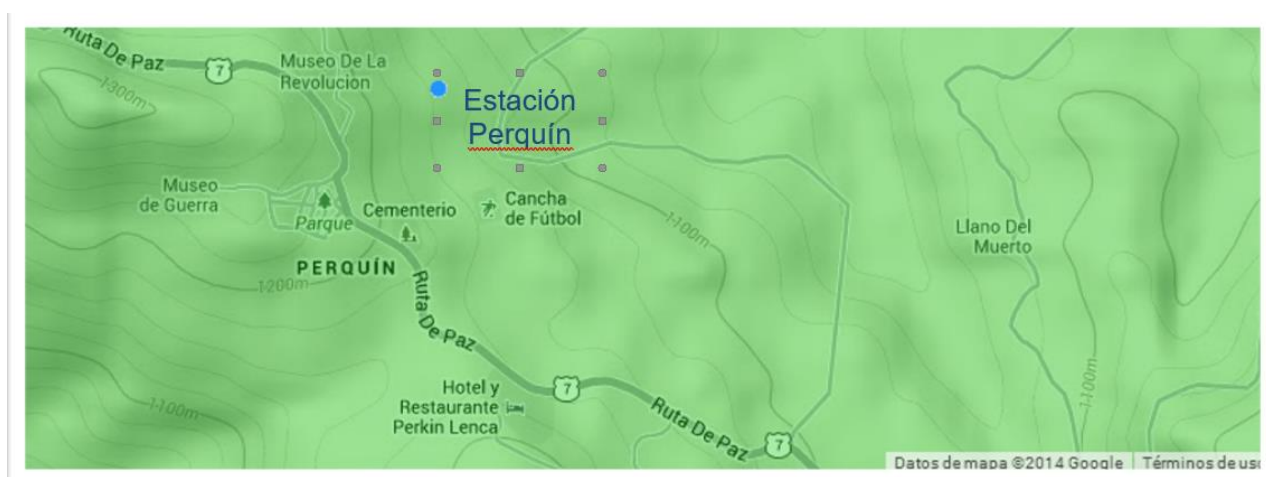 Ruta De Paz
7
Museo De La
Revolucion
1300m
Estación
Perquín
Museo
de Guerra
Parque
Cementerio
Cancha
de Fútbol
1100m
Llano Del
Muerto
PERQUÍN
1200m
Ruta De Paz
Hotel y
Restaurante
Perkin Lenca
7
1100m
Ruta De Paz
7
1100m
Datos de mapa ©2014 Google
Términos de uso